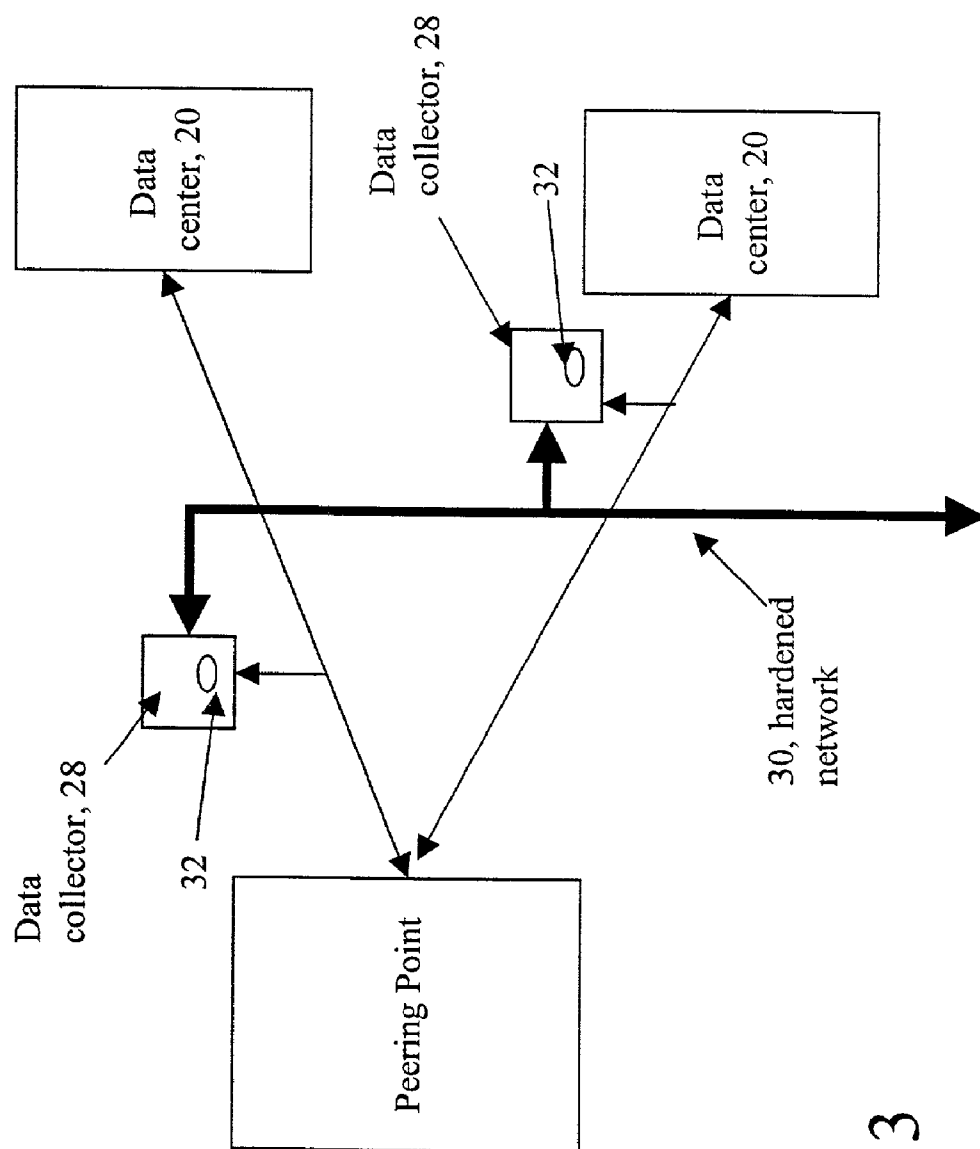 Data
collector, 28
32
Peering Point
30, hardened
network
Data
center, 20
Data
collector, 28
32
Data
center, 20
3